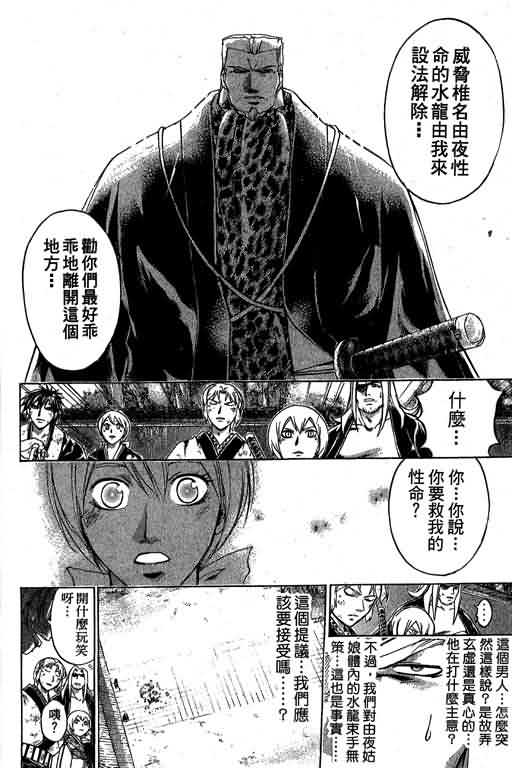 威脅椎名由夜性
命的水龍由我來
設法解除…
勸你們最好乖
乖地離開這個
地方…
什麼…
你…你說…
你要救我的
性命？
…
這個男人…怎麼突
然這樣說？是故弄
玄虛還是真心的…
他在打什麼主意？
不過，我們對由夜姑
娘體內的水龍束手無
策…這也是事實……
這個提議…我們應
該要接受嗎……？
開什麼玩笑
呀…
咦？